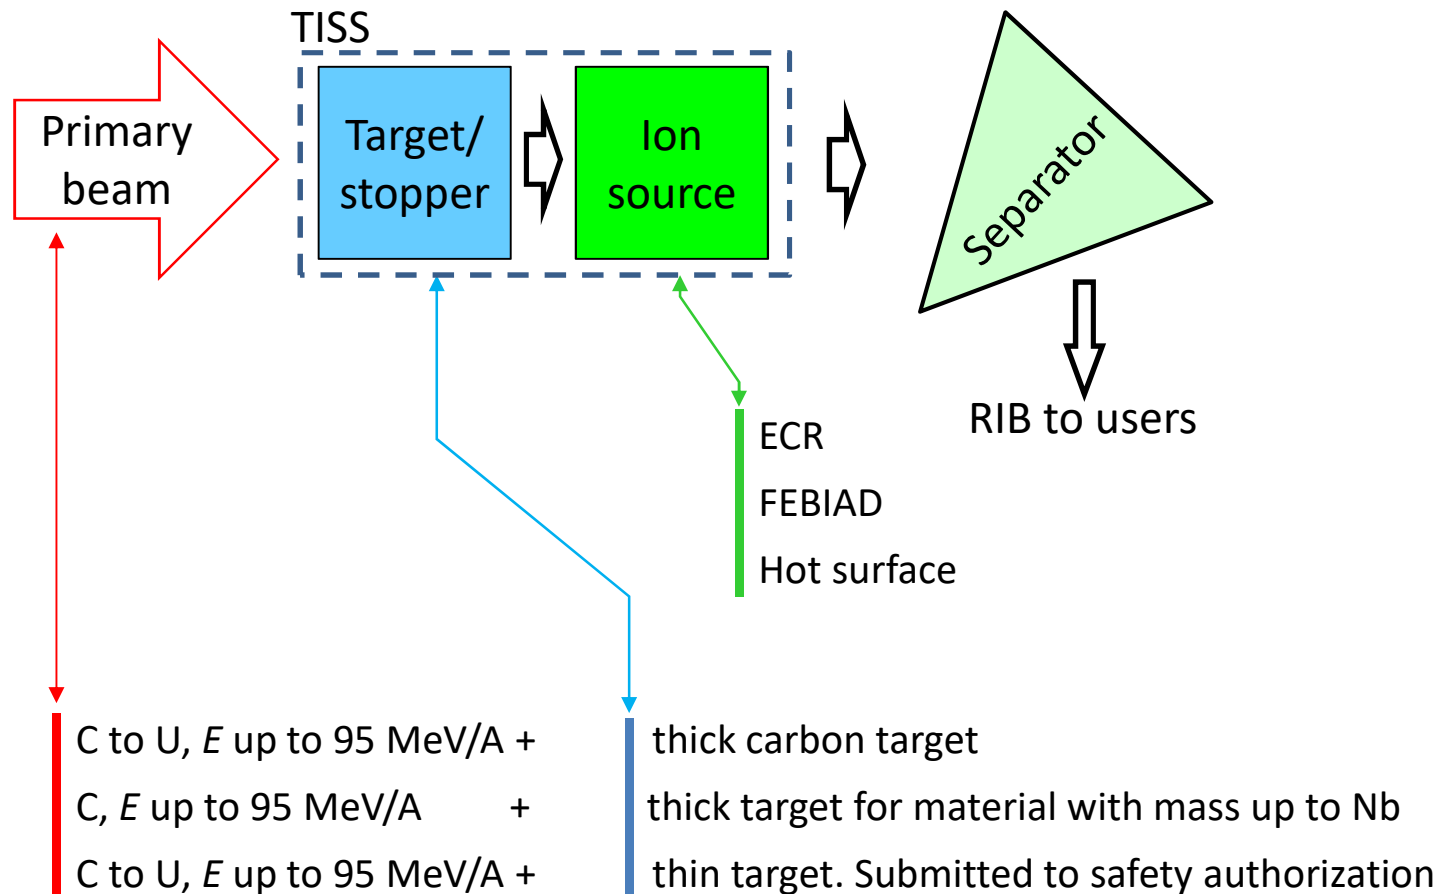 TISS
Primary
beam
Target/
stopper
Ion
source
Separator
RIB to users
ECR
FEBIAD
Hot surface
C to U, E up to 95 MeV/A + thick carbon target
C, E up to 95 MeV/A + thick target for material with mass up to Nb
C to U, E up to 95 MeV/A + thin target. Submitted to safety authorization